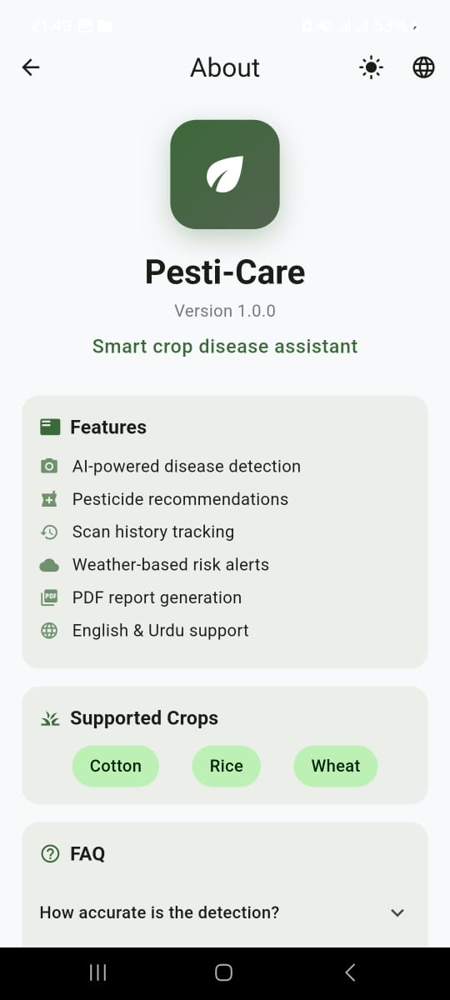 21:49
53%
About
Pesti-Care
Version 1.0.0
Smart crop disease assistant
Features
AI-powered disease detection
Pesticide recommendations
Scan history tracking
Weather-based risk alerts
PDF
PDF report generation
English & Urdu support
Supported Crops
Cotton Rice Wheat
FAQ
How accurate is the detection?